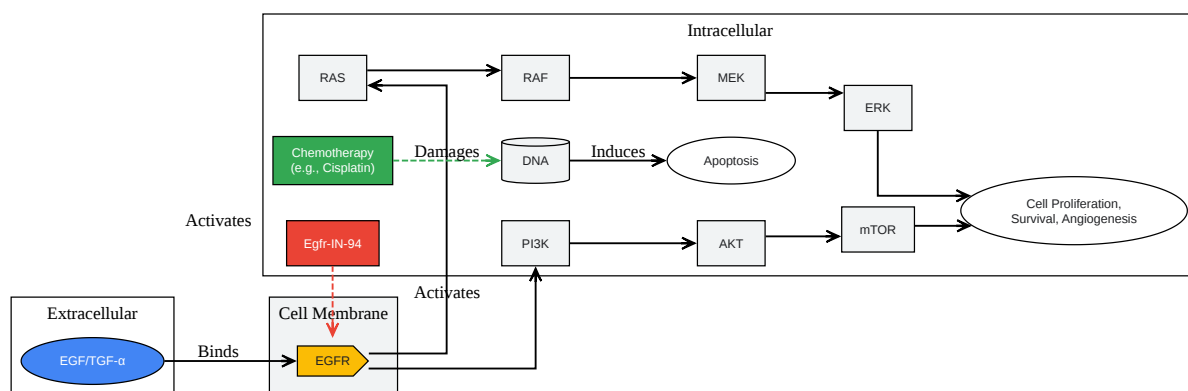 Intracellular
RAS
RAF
MEK
ERK
Chemotherapy
(e.g., Cisplatin)
Damages
DNA
Induces
Apoptosis
Activates
Egfr-IN-94
PI3K
AKT
mTOR
Cell Proliferation,
Survival, Angiogenesis
Activates
Extracellular
Cell Membrane
EGF/TGF-α
Binds
EGFR